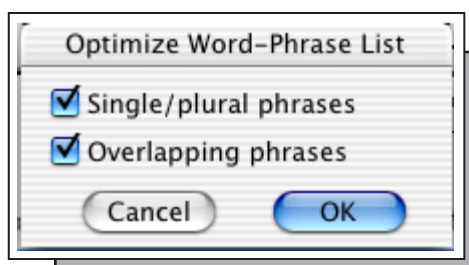 Optimize Word-Phrase List
Single/plural phrases
Overlapping phrases
Cancel OK